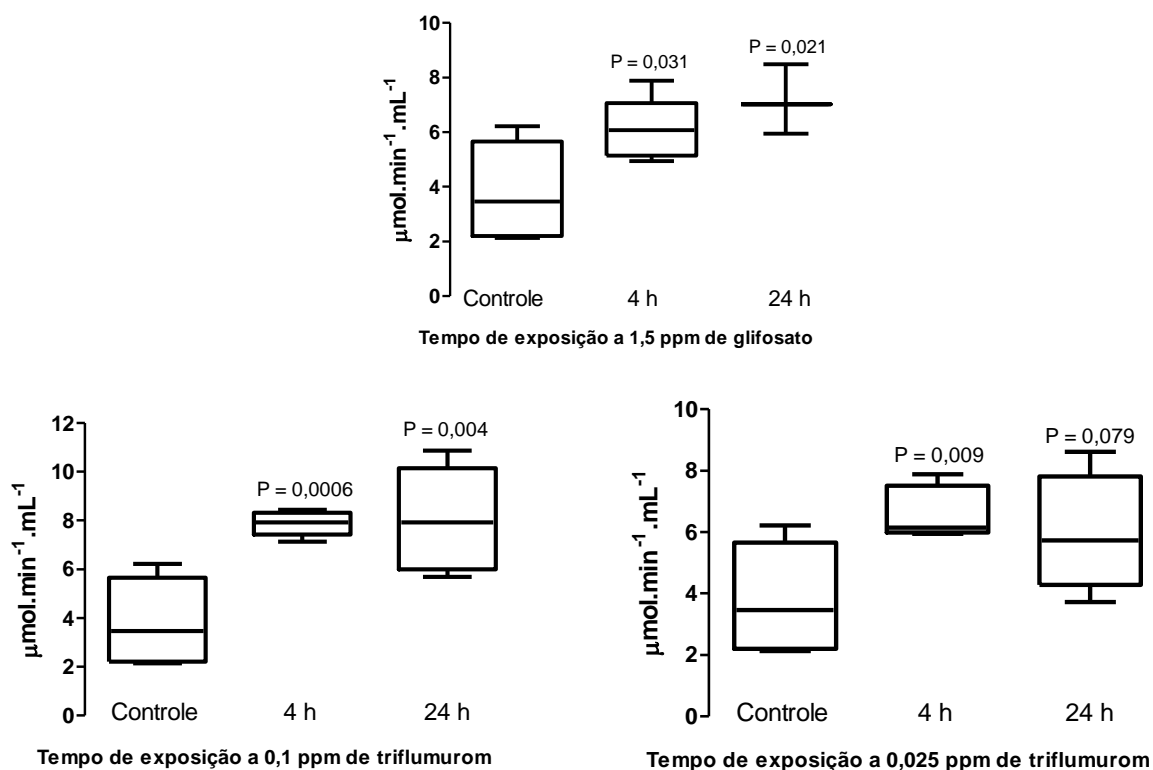 10
8
6
4
2
0
μmol.min⁻¹.mL⁻¹
P = 0,031
P = 0,021
Controle 4 h 24 h
Tempo de exposição a 1,5 ppm de glifosato
12
10
8
6
4
2
0
μmol.min⁻¹.mL⁻¹
P = 0,0006
P = 0,004
Controle 4 h 24 h
Tempo de exposição a 0,1 ppm de triflumurom
10
8
6
4
2
0
μmol.min⁻¹.mL⁻¹
P = 0,009
P = 0,079
Controle 4 h 24 h
Tempo de exposição a 0,025 ppm de triflumurom